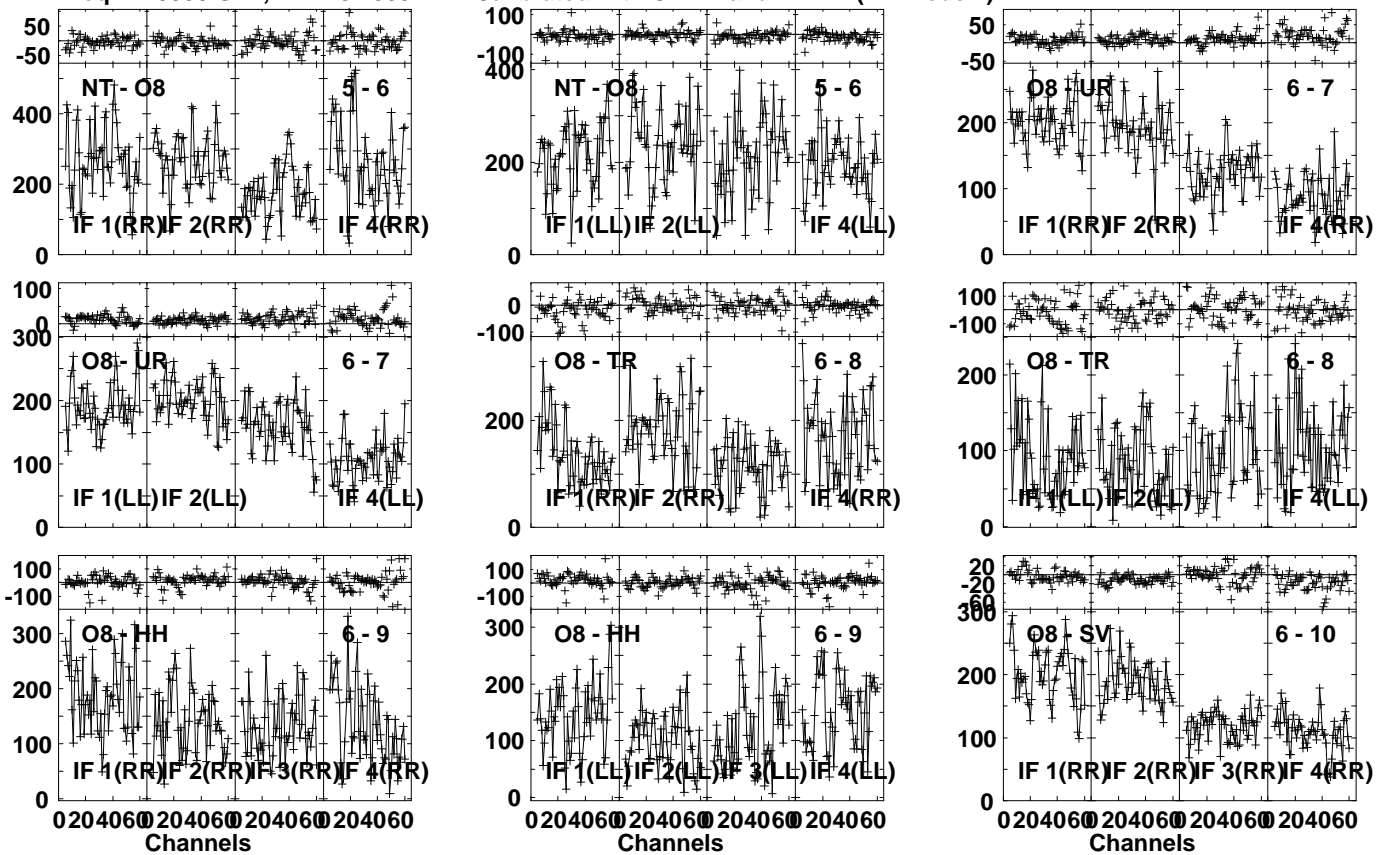 50
-50
NT - O8
5 - 6
400
200
0
IF 1(RR)
IF 2(RR)
IF 4(RR)
100
-100
NT - O8
5 - 6
400
200
0
IF 1(LL)
IF 2(LL)
IF 4(LL)
50
-50
O8 - UR
6 - 7
200
100
0
IF 1(RR)
IF 2(RR)
IF 4(RR)
100
0
300
O8 - UR
6 - 7
200
100
0
IF 1(LL)
IF 2(LL)
IF 4(LL)
0
-100
O8 - TR
6 - 8
200
0
IF 1(RR)
IF 2(RR)
IF 4(RR)
100
-100
O8 - TR
6 - 8
200
100
0
IF 1(LL)
IF 2(LL)
IF 4(LL)
100
-100
O8 - HH
6 - 9
300
200
100
0
IF 1(RR)
IF 2(RR)
IF 3(RR)
IF 4(RR)
0 20 40 60 0 20 40 60 0 20 40 60 0 20 40 60
Channels
100
-100
O8 - HH
6 - 9
300
200
100
0
IF 1(LL)
IF 2(LL)
IF 3(LL)
IF 4(LL)
0 20 40 60 0 20 40 60 0 20 40 60 0 20 40 60
Channels
20
-20
-60
300
O8 - SV
6 - 10
200
100
0
IF 1(RR)
IF 2(RR)
IF 3(RR)
IF 4(RR)
0 20 40 60 0 20 40 60 0 20 40 60 0 20 40 60
Channels